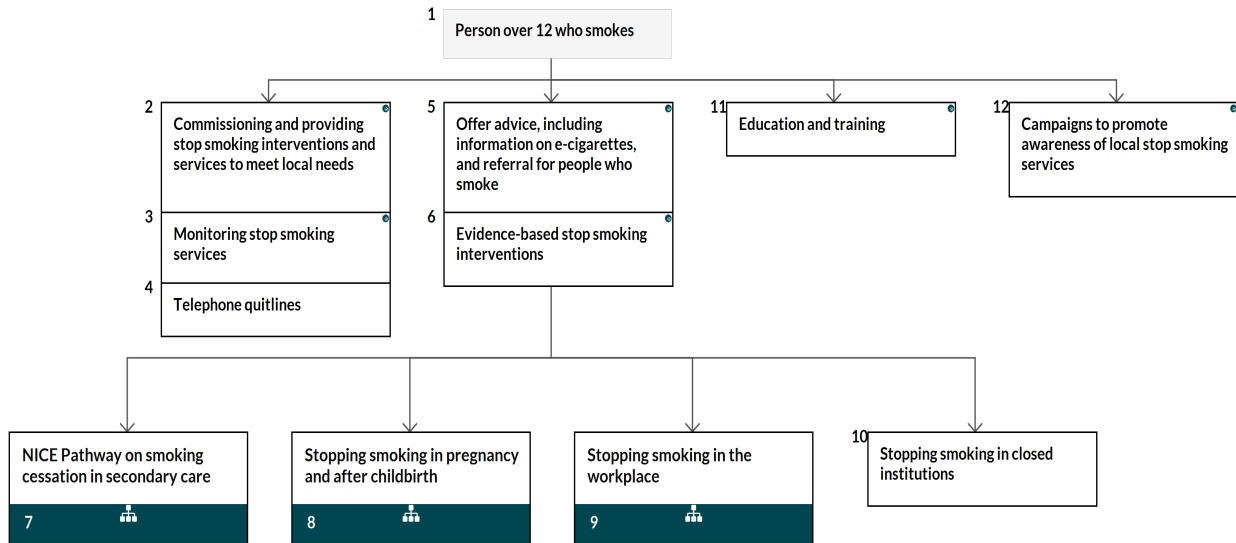 1
Person over 12 who smokes
2
Commissioning and providing
stop smoking interventions and
services to meet local needs
3
Monitoring stop smoking
services
4
Telephone quitlines
5
Offer advice, including
information on e-cigarettes,
and referral for people who
smoke
6
Evidence-based stop smoking
interventions
11
Education and training
12
Campaigns to promote
awareness of local stop smoking
services
NICE Pathway on smoking
cessation in secondary care
7
Stopping smoking in pregnancy
and after childbirth
8
Stopping smoking in the
workplace
9
10
Stopping smoking in closed
institutions